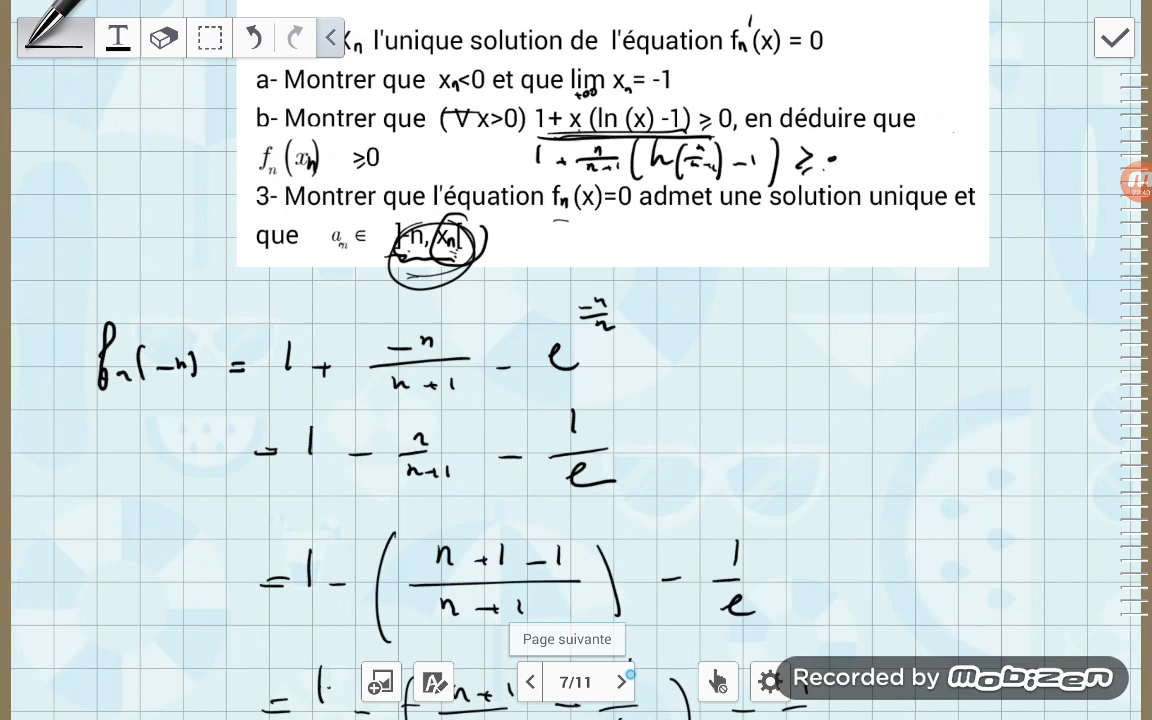 T
xₙ l'unique solution de l'équation fₙ'(x) = 0
a- Montrer que xₙ<0 et que lim xₙ= -1
+∞
b- Montrer que (∀ x>0) 1+ x (ln (x) -1) ≥ 0, en déduire que
fₙ(xₙ) ≥0 1 + n/(n+1) (ln(n/(n+1)) - 1) ≥ 0
22:40
3- Montrer que l'équation fₙ (x)=0 admet une solution unique et
que aₙ ∈ ]-n, xₙ[
fₙ(-n) = 1 + -n/(n+1) - e^(-n/n)
= 1 - n/(n+1) - 1/e
= 1 - ((n+1-1)/(n+1)) - 1/e
Page suivante
7/11
Recorded by mobizen